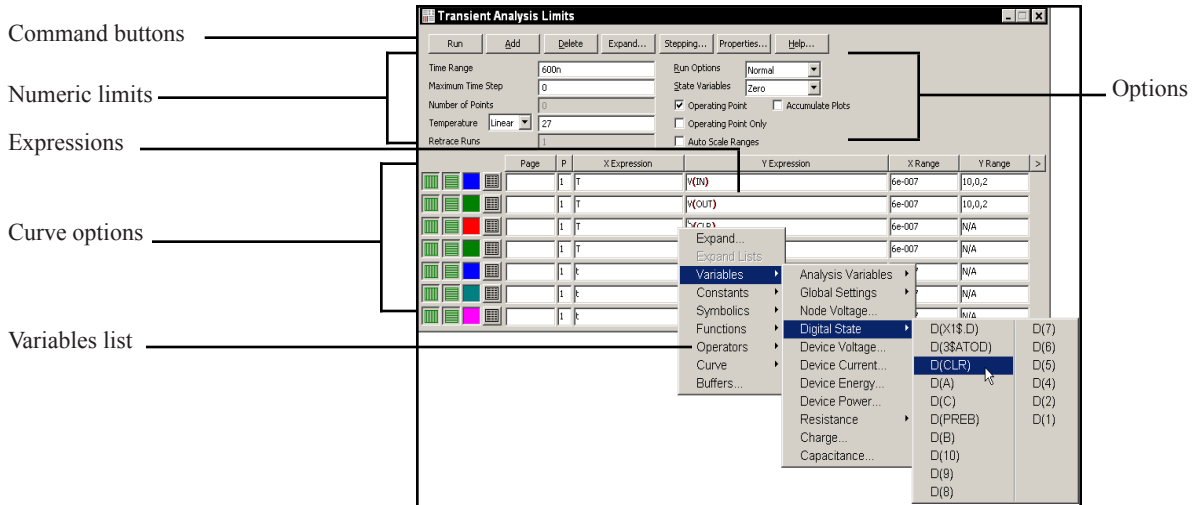 Transient Analysis Limits
Command buttons
Run Add Delete Expand... Stepping... Properties... Help...
Numeric limits
Time Range 600n Run Options Normal
Maximum Time Step 0 State Variables Zero
Number of Points 0 Operating Point Accumulate Plots
Temperature Linear 27 Operating Point Only
Retrace Runs 1 Auto Scale Ranges
Options
Expressions
Page P X Expression Y Expression X Range Y Range >
Curve options
1 T V(IN) 6e-007 10,0,2
1 T V(OUT) 6e-007 10,0,2
1 T D(CLR) 6e-007 N/A
1 T 6e-007 N/A
1 t N/A
1 t N/A
1 t N/A
Variables list
Expand...
Expand Lists
Variables
Constants
Symbolics
Functions
Operators
Curve
Buffers...
Analysis Variables
Global Settings
Node Voltage...
Digital State
Device Voltage...
Device Current...
Device Energy...
Device Power...
Resistance
Charge...
Capacitance...
D(X1$.D) D(7)
D(3$ATOD) D(6)
D(CLR) D(5)
D(A) D(4)
D(C) D(2)
D(PREB) D(1)
D(B)
D(10)
D(9)
D(8)